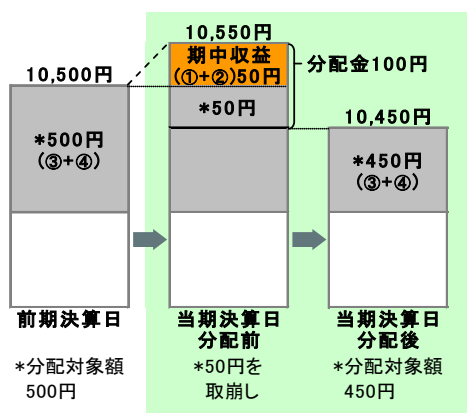 10,550円
期中収益
(①+②)50円
分配金100円
10,500円
*50円
10,450円
*500円
(③+④)
*450円
(③+④)
前期決算日
当期決算日
分配前
当期決算日
分配後
*分配対象額
500円
*50円を
取崩し
*分配対象額
450円